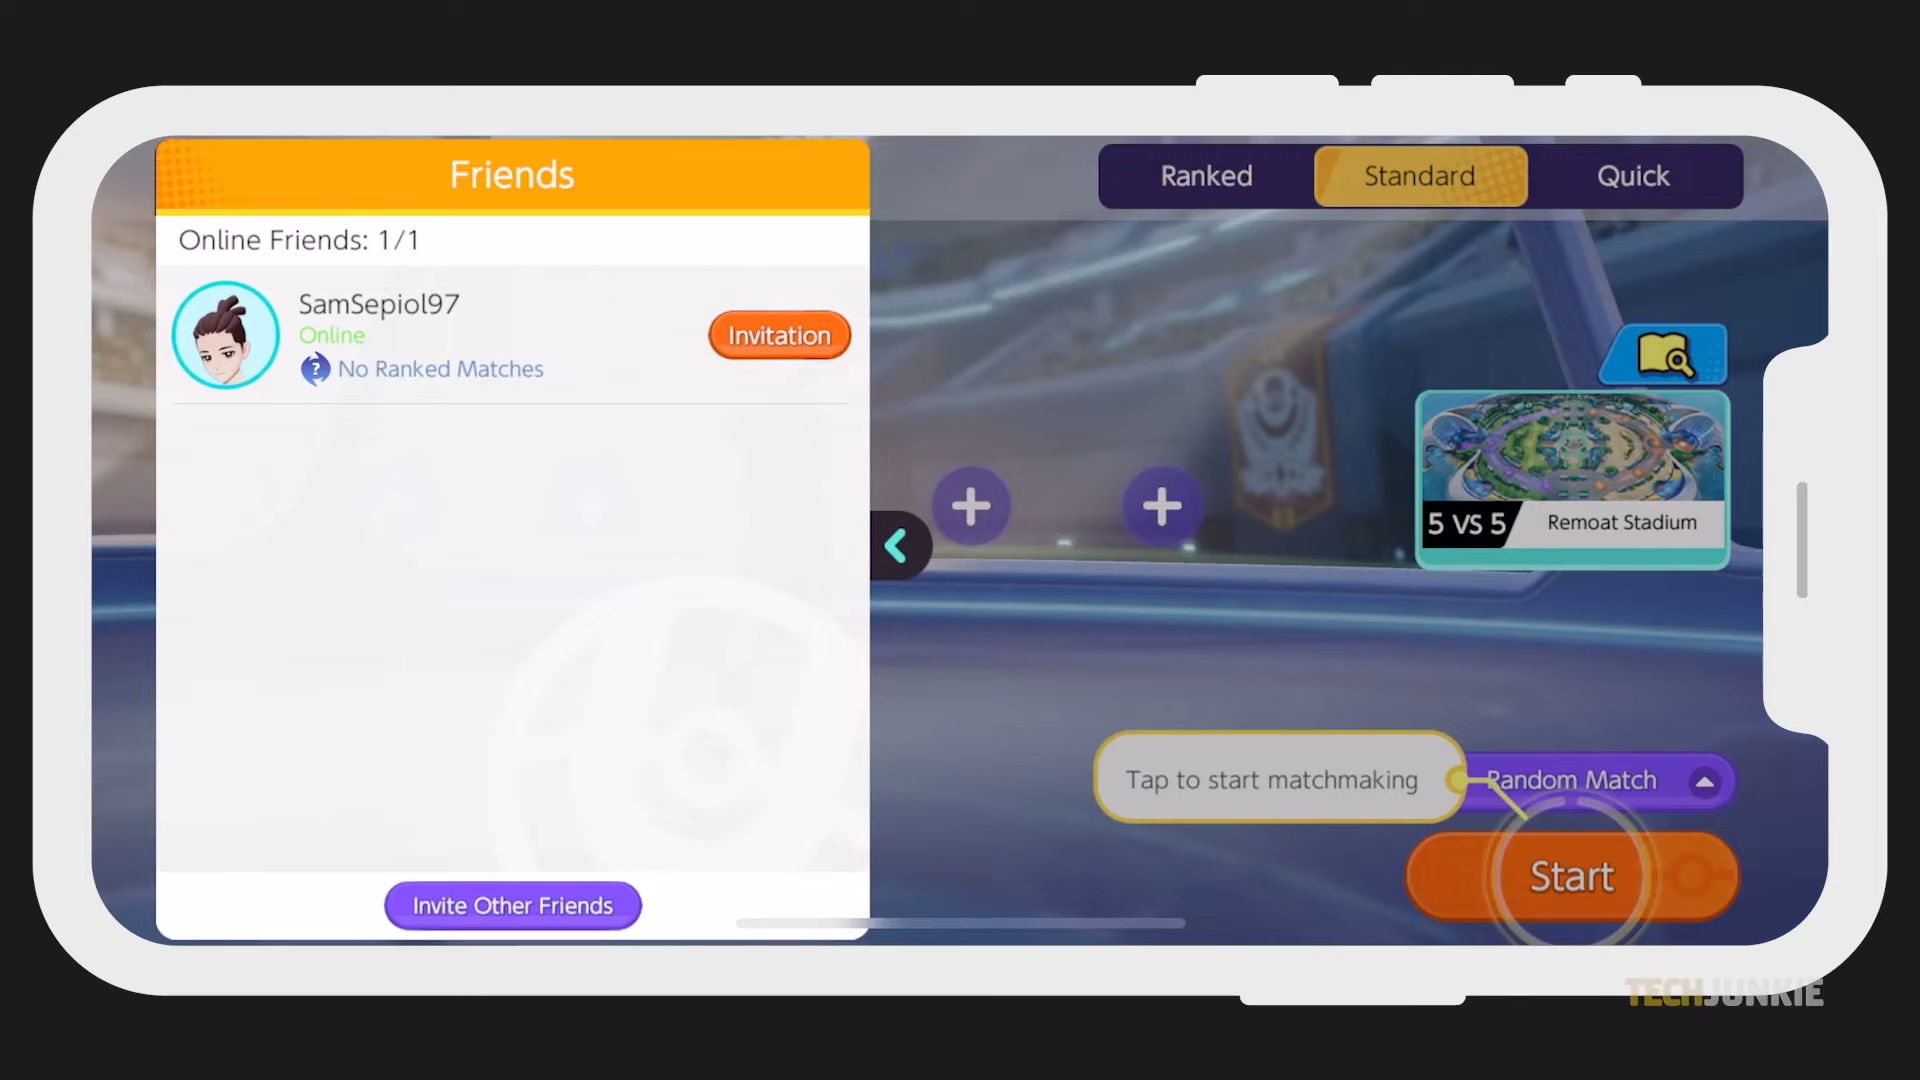 Friends
Online Friends: 1/1
SamSepiol97
Online
? No Ranked Matches
Invitation
Invite Other Friends
Ranked
Standard
Quick
5 VS 5
Remoat Stadium
Tap to start matchmaking
Random Match
Start
TECHJUNKIE